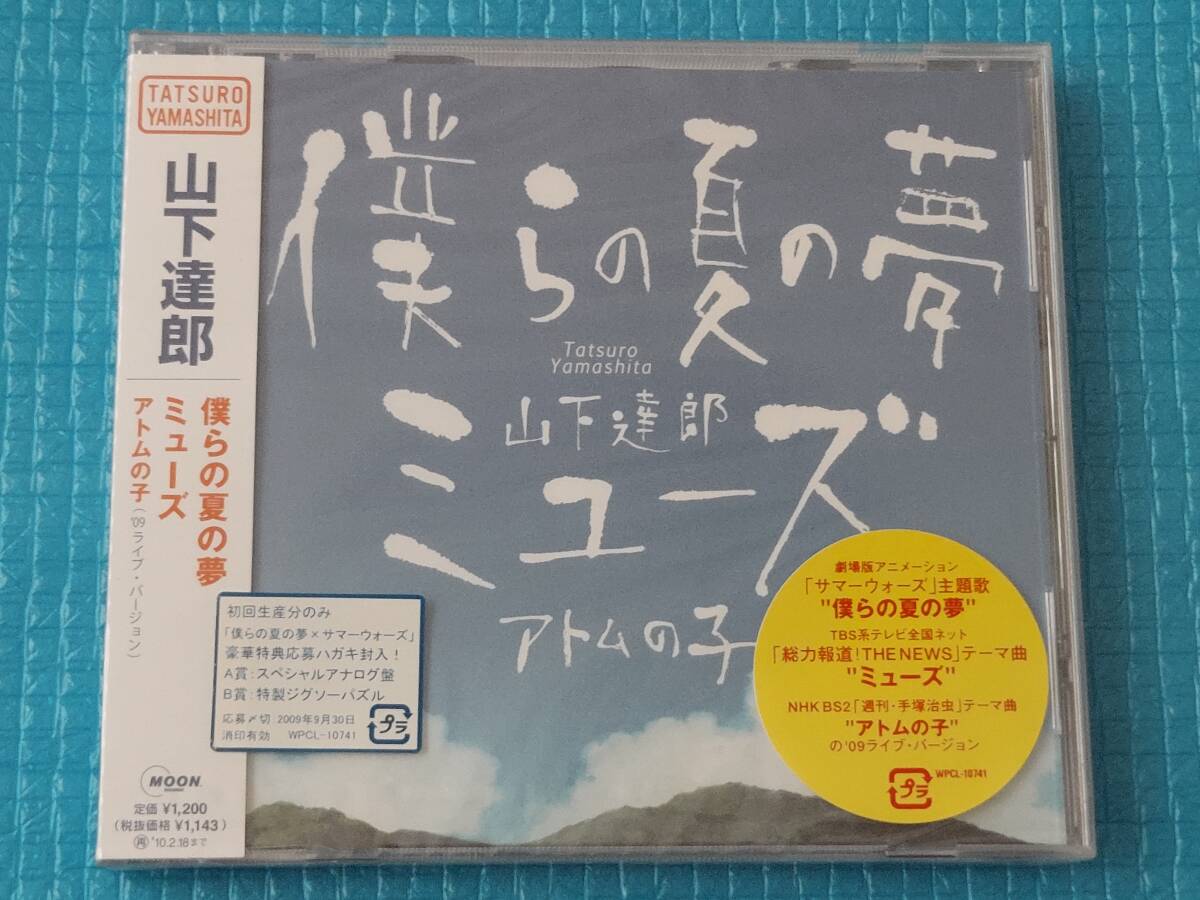 TATSURO
YAMASHITA
山下達郎
僕らの夏の夢
ミューズ
アトムの子('09ライブ・バージョン)
初回生産分のみ
「僕らの夏の夢×サマーウォーズ」
豪華特典応募ハガキ封入!
A賞:スペシャルアナログ盤
B賞:特製ジグソーパズル
応募〆切 2009年9月30日
消印有効 WPCL-10741
プラ
MOON
定価 ¥1,200
(税抜価格 ¥1,143)
再 '10.2.18まで
僕らの夏の夢
Tatsuro
Yamashita
山下達郎
ミューズ
アトムの子
劇場版アニメーション
「サマーウォーズ」主題歌
"僕らの夏の夢"
TBS系テレビ全国ネット
「総力報道!THE NEWS」テーマ曲
"ミューズ"
NHK BS2「週刊・手塚治虫」テーマ曲
"アトムの子"
の'09ライブ・バージョン
プラ
WPCL-10741